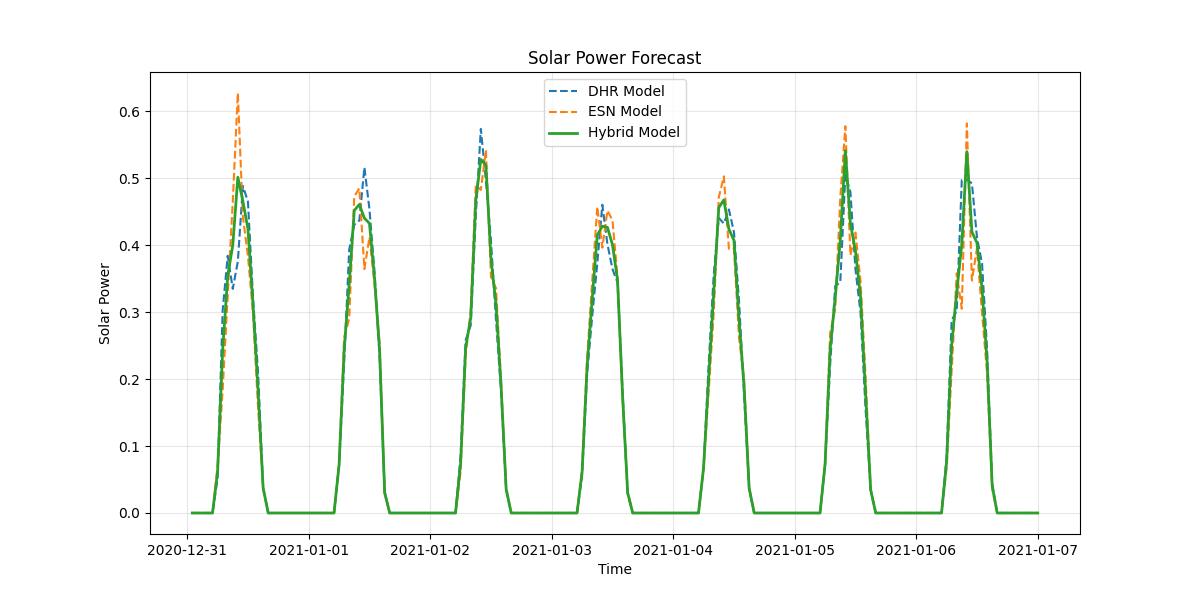 Solar Power Forecast
DHR Model
ESN Model
Hybrid Model
Solar Power
0.6
0.5
0.4
0.3
0.2
0.1
0.0
2020-12-31 2021-01-01 2021-01-02 2021-01-03 2021-01-04 2021-01-05 2021-01-06 2021-01-07
Time